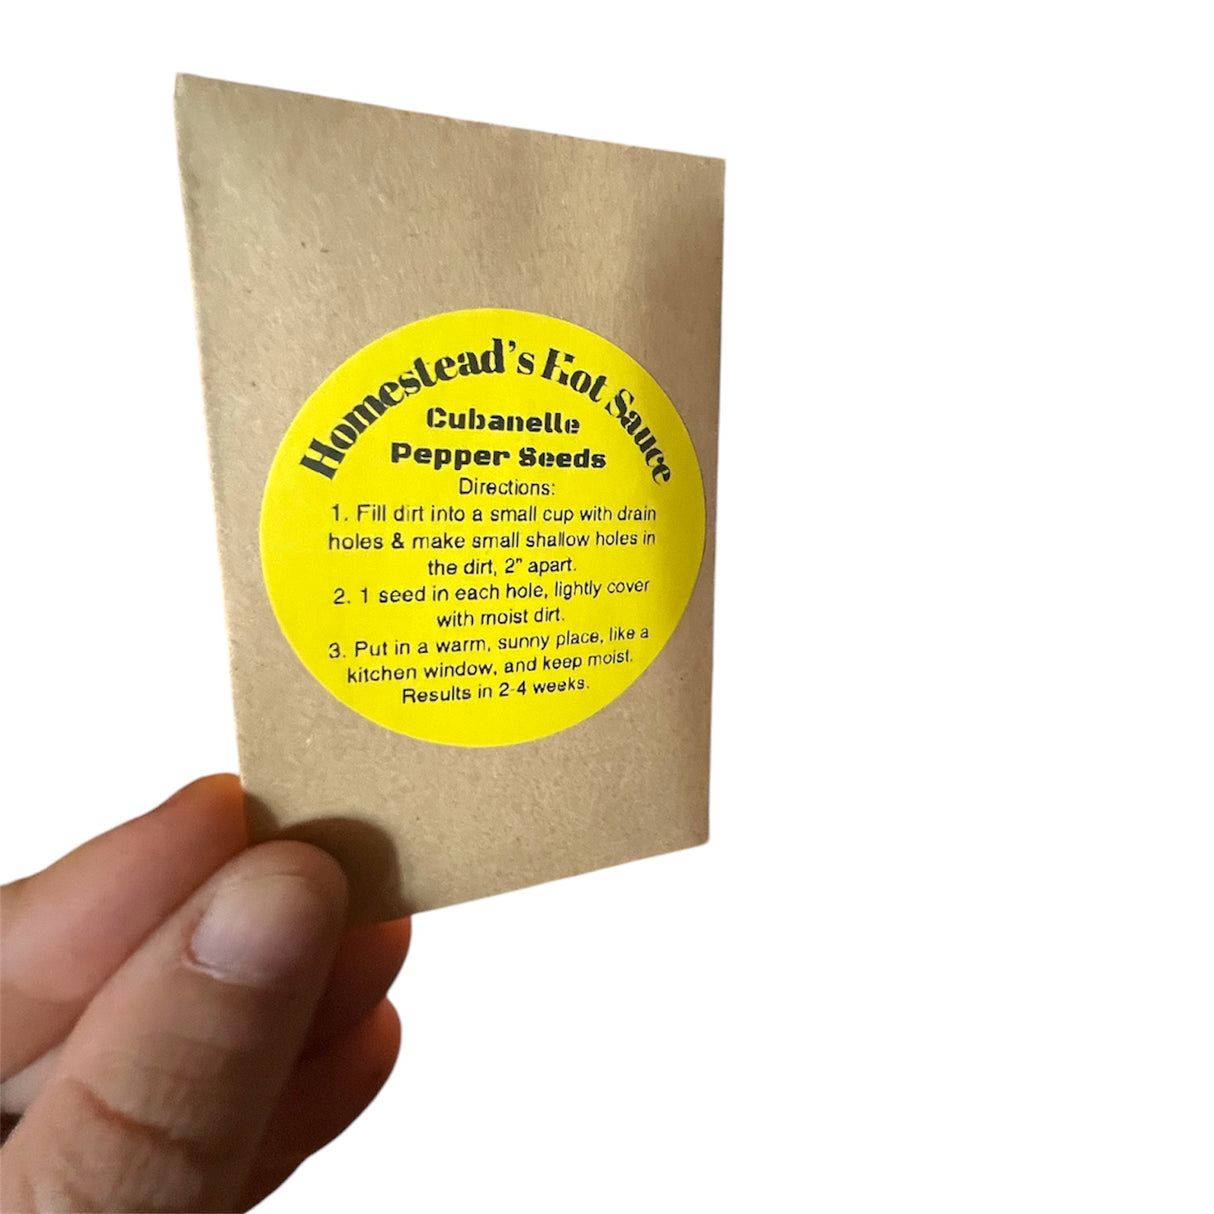 Homestead's Hot Sauce
Cubanelle
Pepper Seeds
Directions:
1. Fill dirt into a small cup with drain
holes & make small shallow holes in
the dirt, 2" apart.
2. 1 seed in each hole, lightly cover
with moist dirt.
3. Put in a warm, sunny place, like a
kitchen window, and keep moist.
Results in 2-4 weeks.